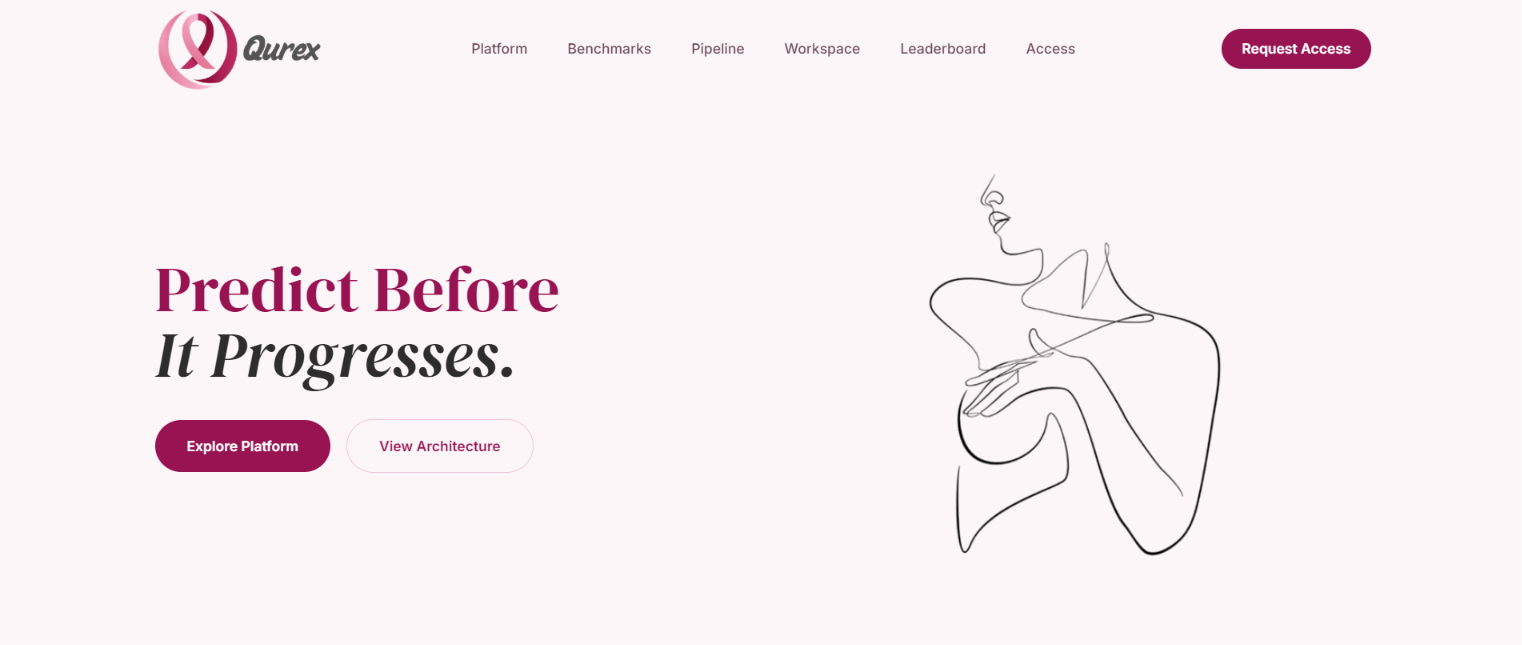 Qurex
Platform
Benchmarks
Pipeline
Workspace
Leaderboard
Access
Request Access
Predict Before
It Progresses.
Explore Platform
View Architecture